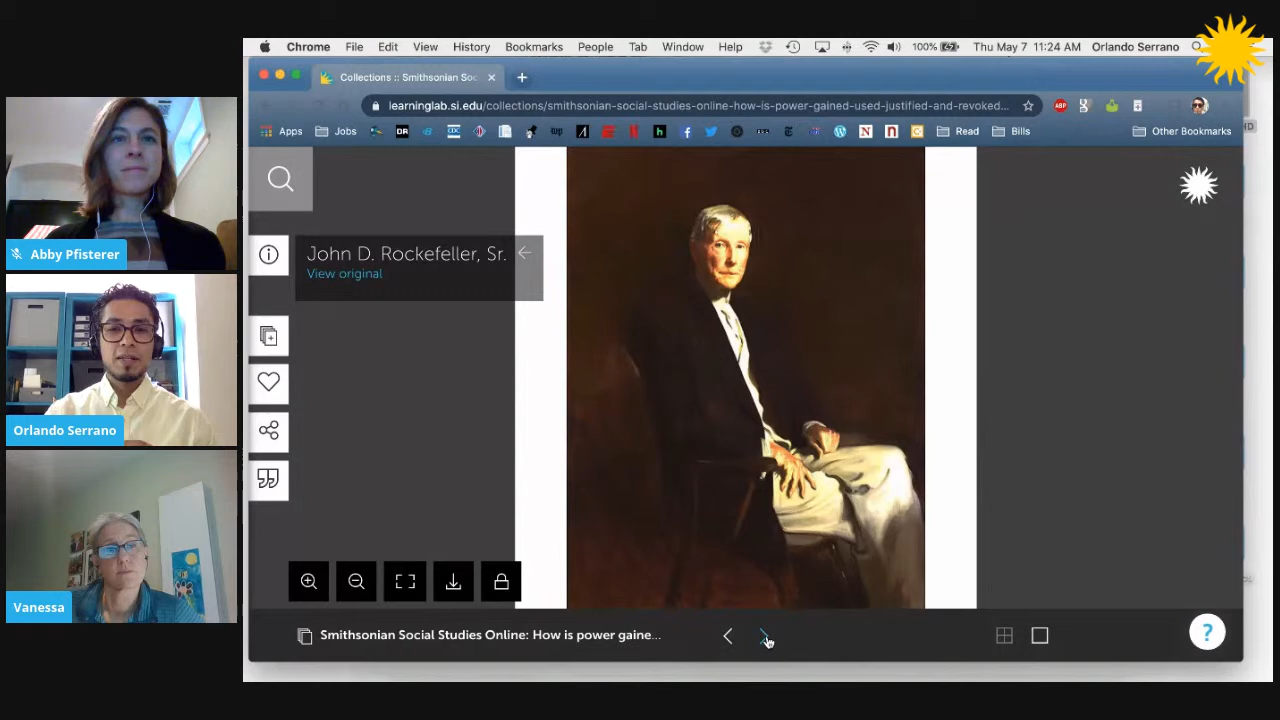 Chrome File Edit View History Bookmarks People Tab Window Help 100% Thu May 7 11:24 AM Orlando Serrano
Collections :: Smithsonian Soc
learninglab.si.edu/collections/smithsonian-social-studies-online-how-is-power-gained-used-justified-and-revoked...
Apps Jobs Read Bills Other Bookmarks
John D. Rockefeller, Sr.
View original
Abby Pfisterer
Orlando Serrano
Vanessa
Smithsonian Social Studies Online: How is power gaine...
?